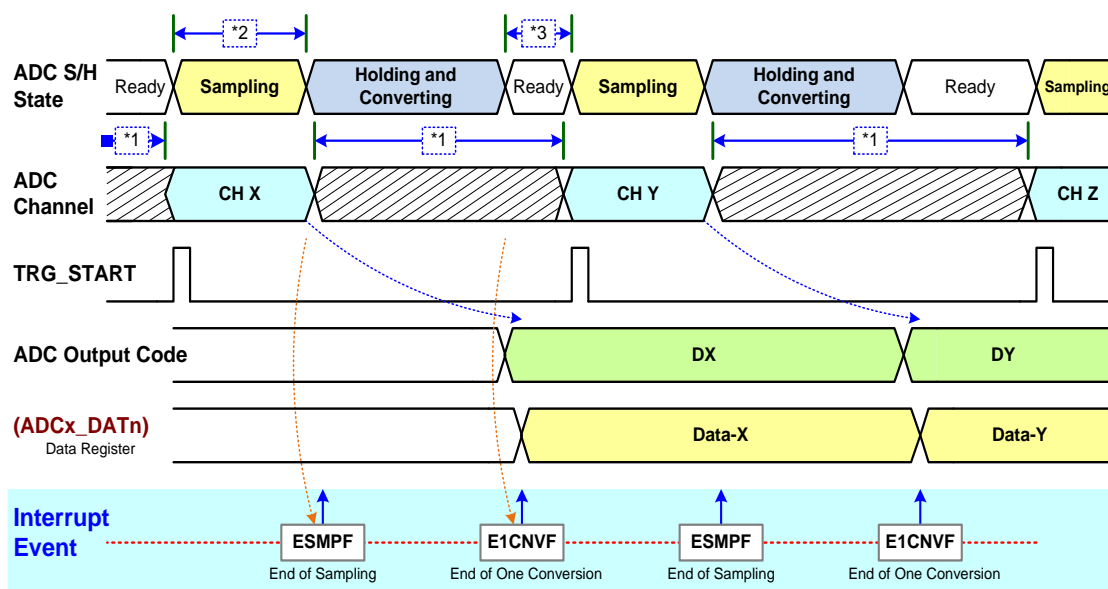 *2
*3
ADC S/H
State
Ready
Sampling
Holding and
Converting
Ready
Sampling
Holding and
Converting
Ready
Sampling
*1
*1
*1
ADC
Channel
CH X
CH Y
CH Z
TRG_START
ADC Output Code
DX
DY
(ADCx_DATn)
Data Register
Data-X
Data-Y
Interrupt
Event
ESMPF
E1CNVF
ESMPF
E1CNVF
End of Sampling
End of One Conversion
End of Sampling
End of One Conversion